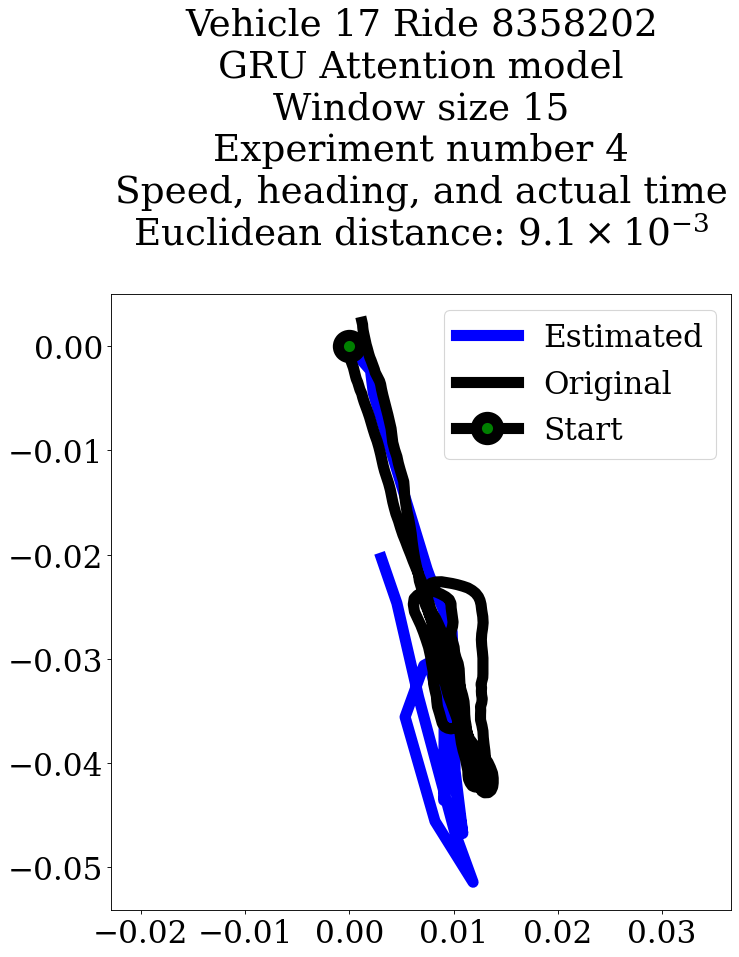 Vehicle 17 Ride 8358202
GRU Attention model
Window size 15
Experiment number 4
Speed, heading, and actual time
Euclidean distance: 9.1 × 10⁻³
Estimated
Original
Start
0.00
−0.01
−0.02
−0.03
−0.04
−0.05
−0.02 −0.01 0.00 0.01 0.02 0.03